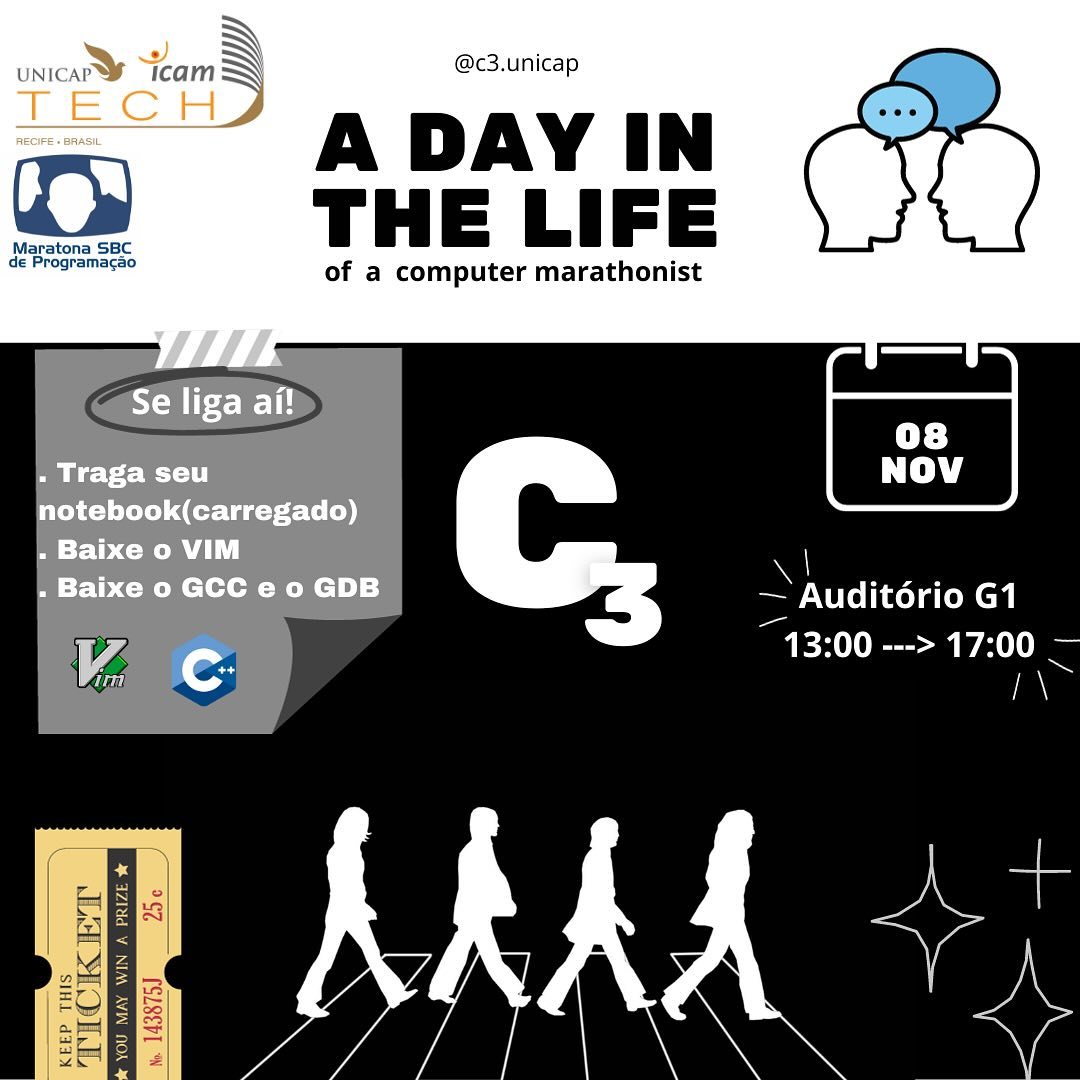 UNICAP icam
TECH
RECIFE • BRASIL
Maratona SBC
de Programação
@c3.unicap
A DAY IN
THE LIFE
of a computer marathonist
...
Se liga aí!
. Traga seu
notebook(carregado)
. Baixe o VIM
. Baixe o GCC e o GDB
Vim
C++
C3
08
NOV
Auditório G1
13:00 ---> 17:00
KEEP THIS
TICKET
★ YOU MAY WIN A PRIZE ★
No. 143875J 25 c